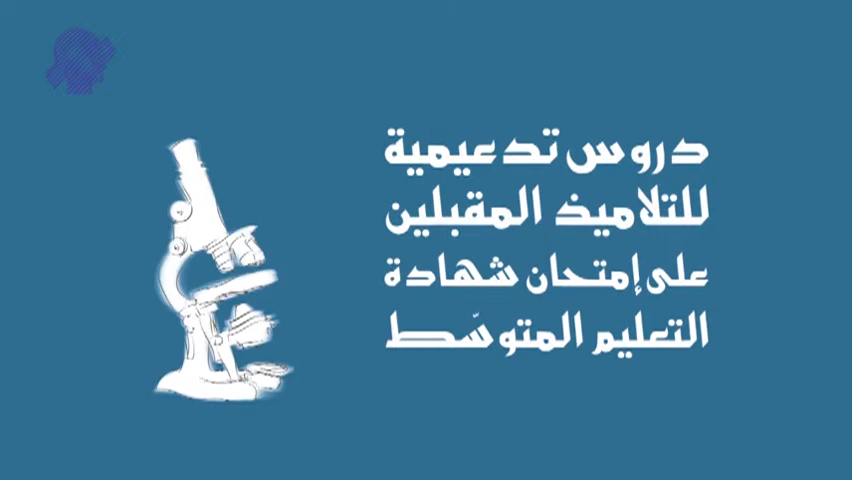 دروس تدعيمية
للتلاميذ المقبلين
على إمتحان شهادة
التعليم المتوسّط